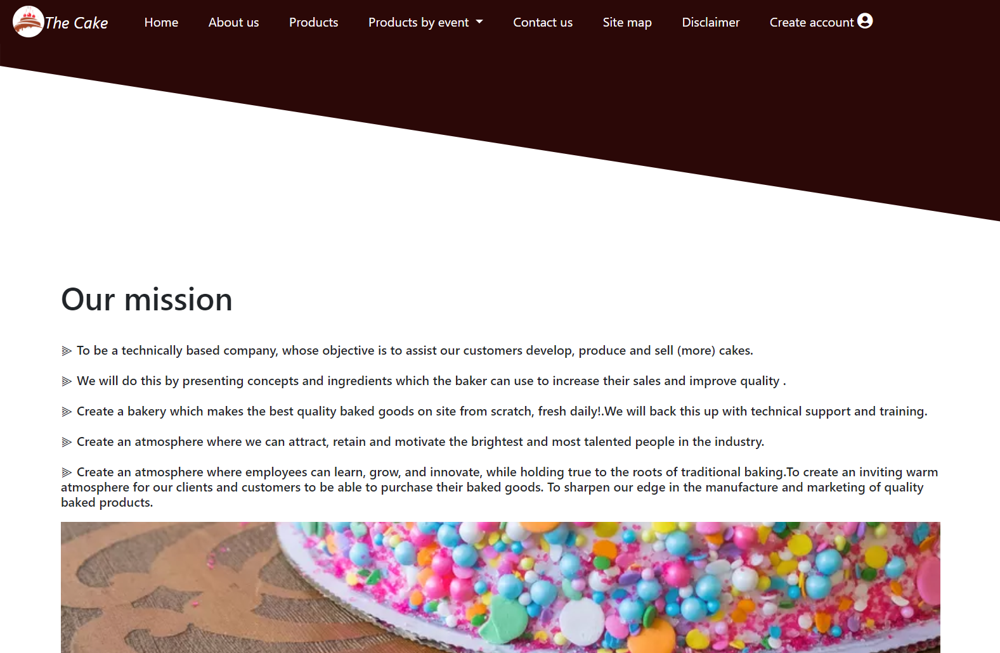 The Cake Home About us Products Products by event Contact us Site map Disclaimer Create account
Our mission
⫸ To be a technically based company, whose objective is to assist our customers develop, produce and sell (more) cakes.
⫸ We will do this by presenting concepts and ingredients which the baker can use to increase their sales and improve quality .
⫸ Create a bakery which makes the best quality baked goods on site from scratch, fresh daily!.We will back this up with technical support and training.
⫸ Create an atmosphere where we can attract, retain and motivate the brightest and most talented people in the industry.
⫸ Create an atmosphere where employees can learn, grow, and innovate, while holding true to the roots of traditional baking.To create an inviting warm
atmosphere for our clients and customers to be able to purchase their baked goods. To sharpen our edge in the manufacture and marketing of quality
baked products.